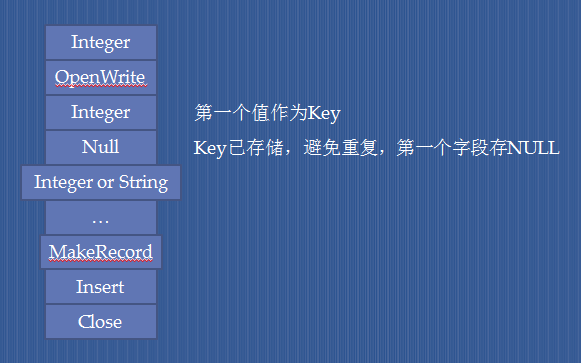 Integer
OpenWrite
Integer 第一个值作为Key
Null Key已存储，避免重复，第一个字段存NULL
Integer or String
…
MakeRecord
Insert
Close